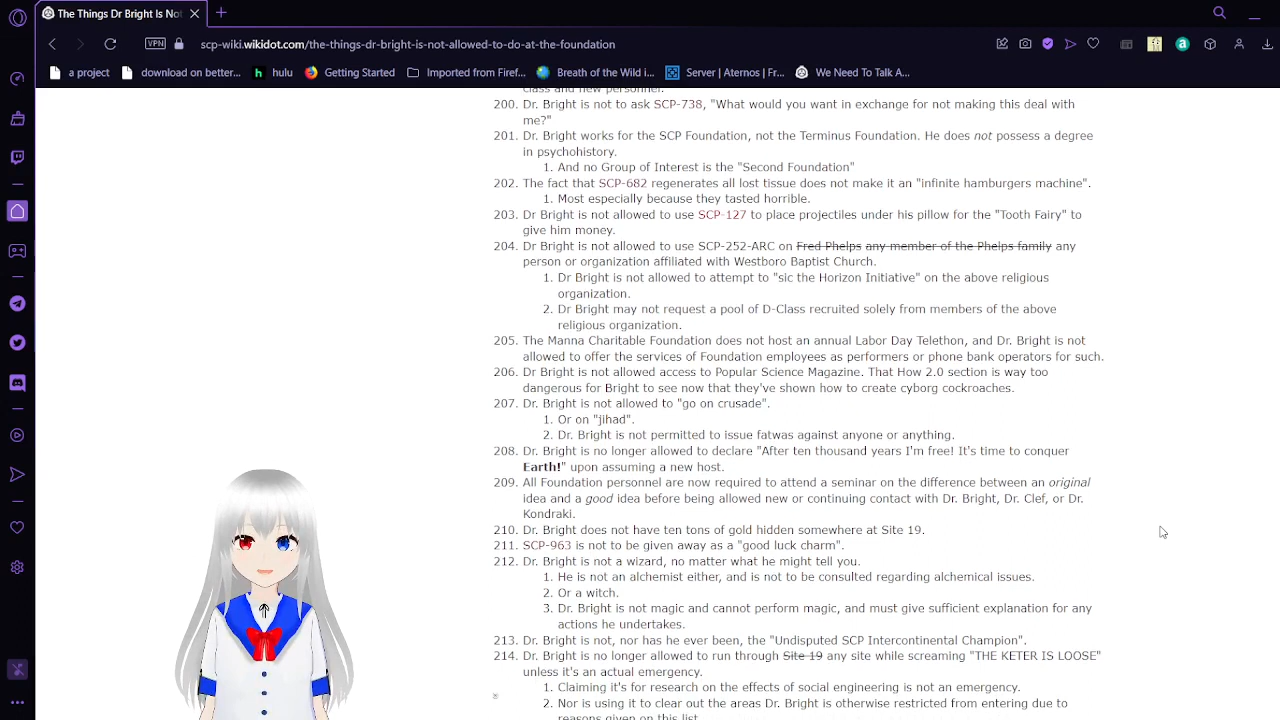 The Things Dr Bright Is Not
VPN
scp-wiki.wikidot.com/the-things-dr-bright-is-not-allowed-to-do-at-the-foundation
a project
download on better...
hulu
Getting Started
Imported from Firef...
Breath of the Wild i...
Server | Aternos | Fr...
We Need To Talk A...
class and new personnel.
200. Dr. Bright is not to ask SCP-738, "What would you want in exchange for not making this deal with
me?"
201. Dr. Bright works for the SCP Foundation, not the Terminus Foundation. He does not possess a degree
in psychohistory.
1. And no Group of Interest is the "Second Foundation"
202. The fact that SCP-682 regenerates all lost tissue does not make it an "infinite hamburgers machine".
1. Most especially because they tasted horrible.
203. Dr Bright is not allowed to use SCP-127 to place projectiles under his pillow for the "Tooth Fairy" to
give him money.
204. Dr Bright is not allowed to use SCP-252-ARC on Fred Phelps any member of the Phelps family any
person or organization affiliated with Westboro Baptist Church.
1. Dr Bright is not allowed to attempt to "sic the Horizon Initiative" on the above religious
organization.
2. Dr Bright may not request a pool of D-Class recruited solely from members of the above
religious organization.
205. The Manna Charitable Foundation does not host an annual Labor Day Telethon, and Dr. Bright is not
allowed to offer the services of Foundation employees as performers or phone bank operators for such.
206. Dr Bright is not allowed access to Popular Science Magazine. That How 2.0 section is way too
dangerous for Bright to see now that they've shown how to create cyborg cockroaches.
207. Dr. Bright is not allowed to "go on crusade".
1. Or on "jihad".
2. Dr. Bright is not permitted to issue fatwas against anyone or anything.
208. Dr. Bright is no longer allowed to declare "After ten thousand years I'm free! It's time to conquer
Earth!" upon assuming a new host.
209. All Foundation personnel are now required to attend a seminar on the difference between an original
idea and a good idea before being allowed new or continuing contact with Dr. Bright, Dr. Clef, or Dr.
Kondraki.
210. Dr. Bright does not have ten tons of gold hidden somewhere at Site 19.
211. SCP-963 is not to be given away as a "good luck charm".
212. Dr. Bright is not a wizard, no matter what he might tell you.
1. He is not an alchemist either, and is not to be consulted regarding alchemical issues.
2. Or a witch.
3. Dr. Bright is not magic and cannot perform magic, and must give sufficient explanation for any
actions he undertakes.
213. Dr. Bright is not, nor has he ever been, the "Undisputed SCP Intercontinental Champion".
214. Dr. Bright is no longer allowed to run through Site 19 any site while screaming "THE KETER IS LOOSE"
unless it's an actual emergency.
1. Claiming it's for research on the effects of social engineering is not an emergency.
2. Nor is using it to clear out the areas Dr. Bright is otherwise restricted from entering due to
reasons given on this list.